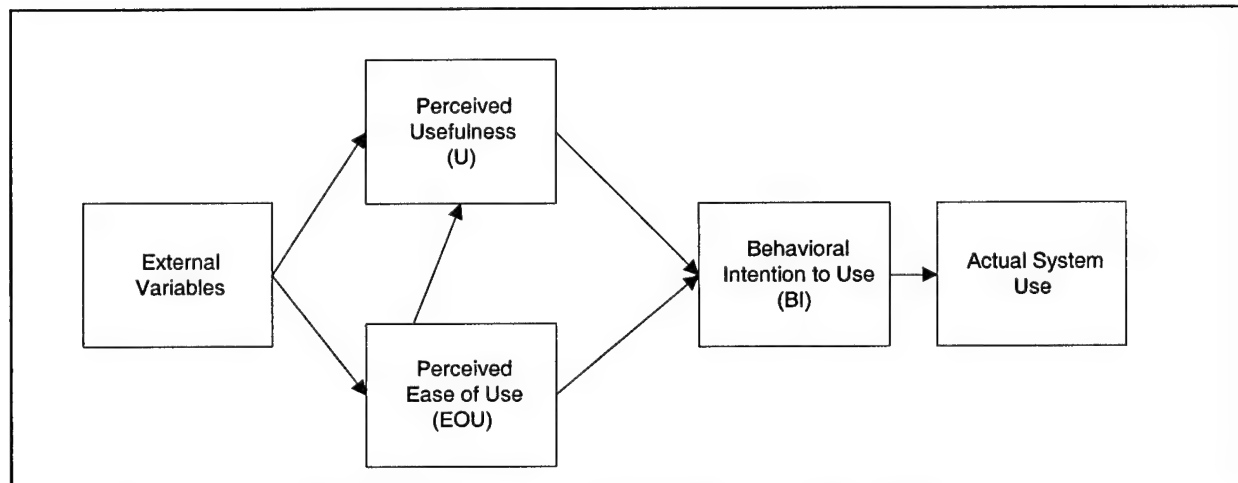 Perceived
Usefulness
(U)
External
Variables
Behavioral
Intention to Use
(BI)
Actual System
Use
Perceived
Ease of Use
(EOU)